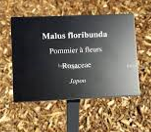 Malus floribunda
Pommier à fleurs
Rosaceae
Japon